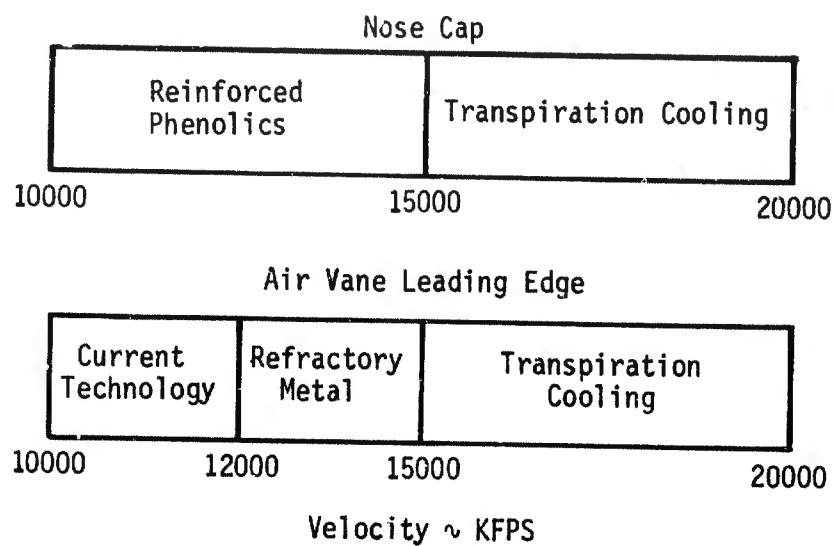 Nose Cap
Reinforced
Phenolics
Transpiration Cooling
10000 15000 20000
Air Vane Leading Edge
Current
Technology
Refractory
Metal
Transpiration
Cooling
10000 12000 15000 20000
Velocity ~ KFPS